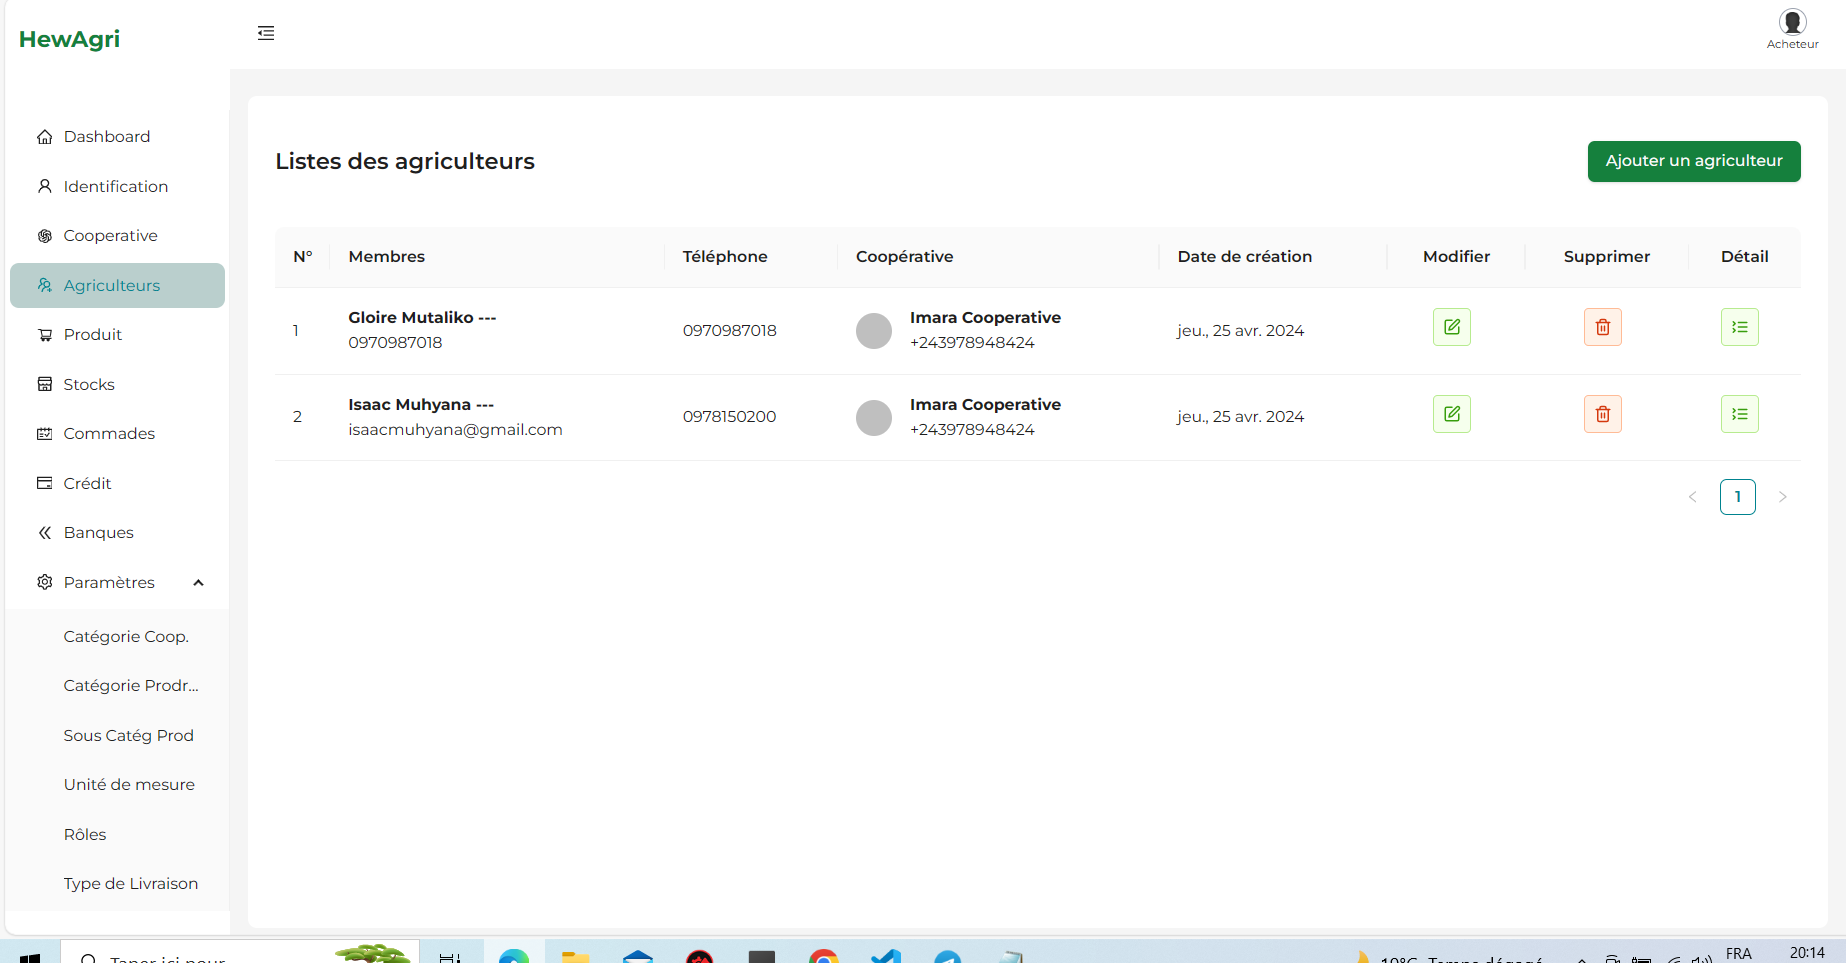 HewAgri
Acheteur
Dashboard
Identification
Cooperative
Agriculteurs
Produit
Stocks
Commades
Crédit
Banques
Paramètres
Catégorie Coop.
Catégorie Prodr...
Sous Catég Prod
Unité de mesure
Rôles
Type de Livraison
Listes des agriculteurs
Ajouter un agriculteur
N° Membres Téléphone Coopérative Date de création Modifier Supprimer Détail
1 Gloire Mutaliko --- 0970987018 0970987018 Imara Cooperative +243978948424 jeu., 25 avr. 2024
2 Isaac Muhyana --- isaacmuhyana@gmail.com 0978150200 Imara Cooperative +243978948424 jeu., 25 avr. 2024
< 1 >
Taper ici pour
19°C Temps dégagé
FRA
20:14